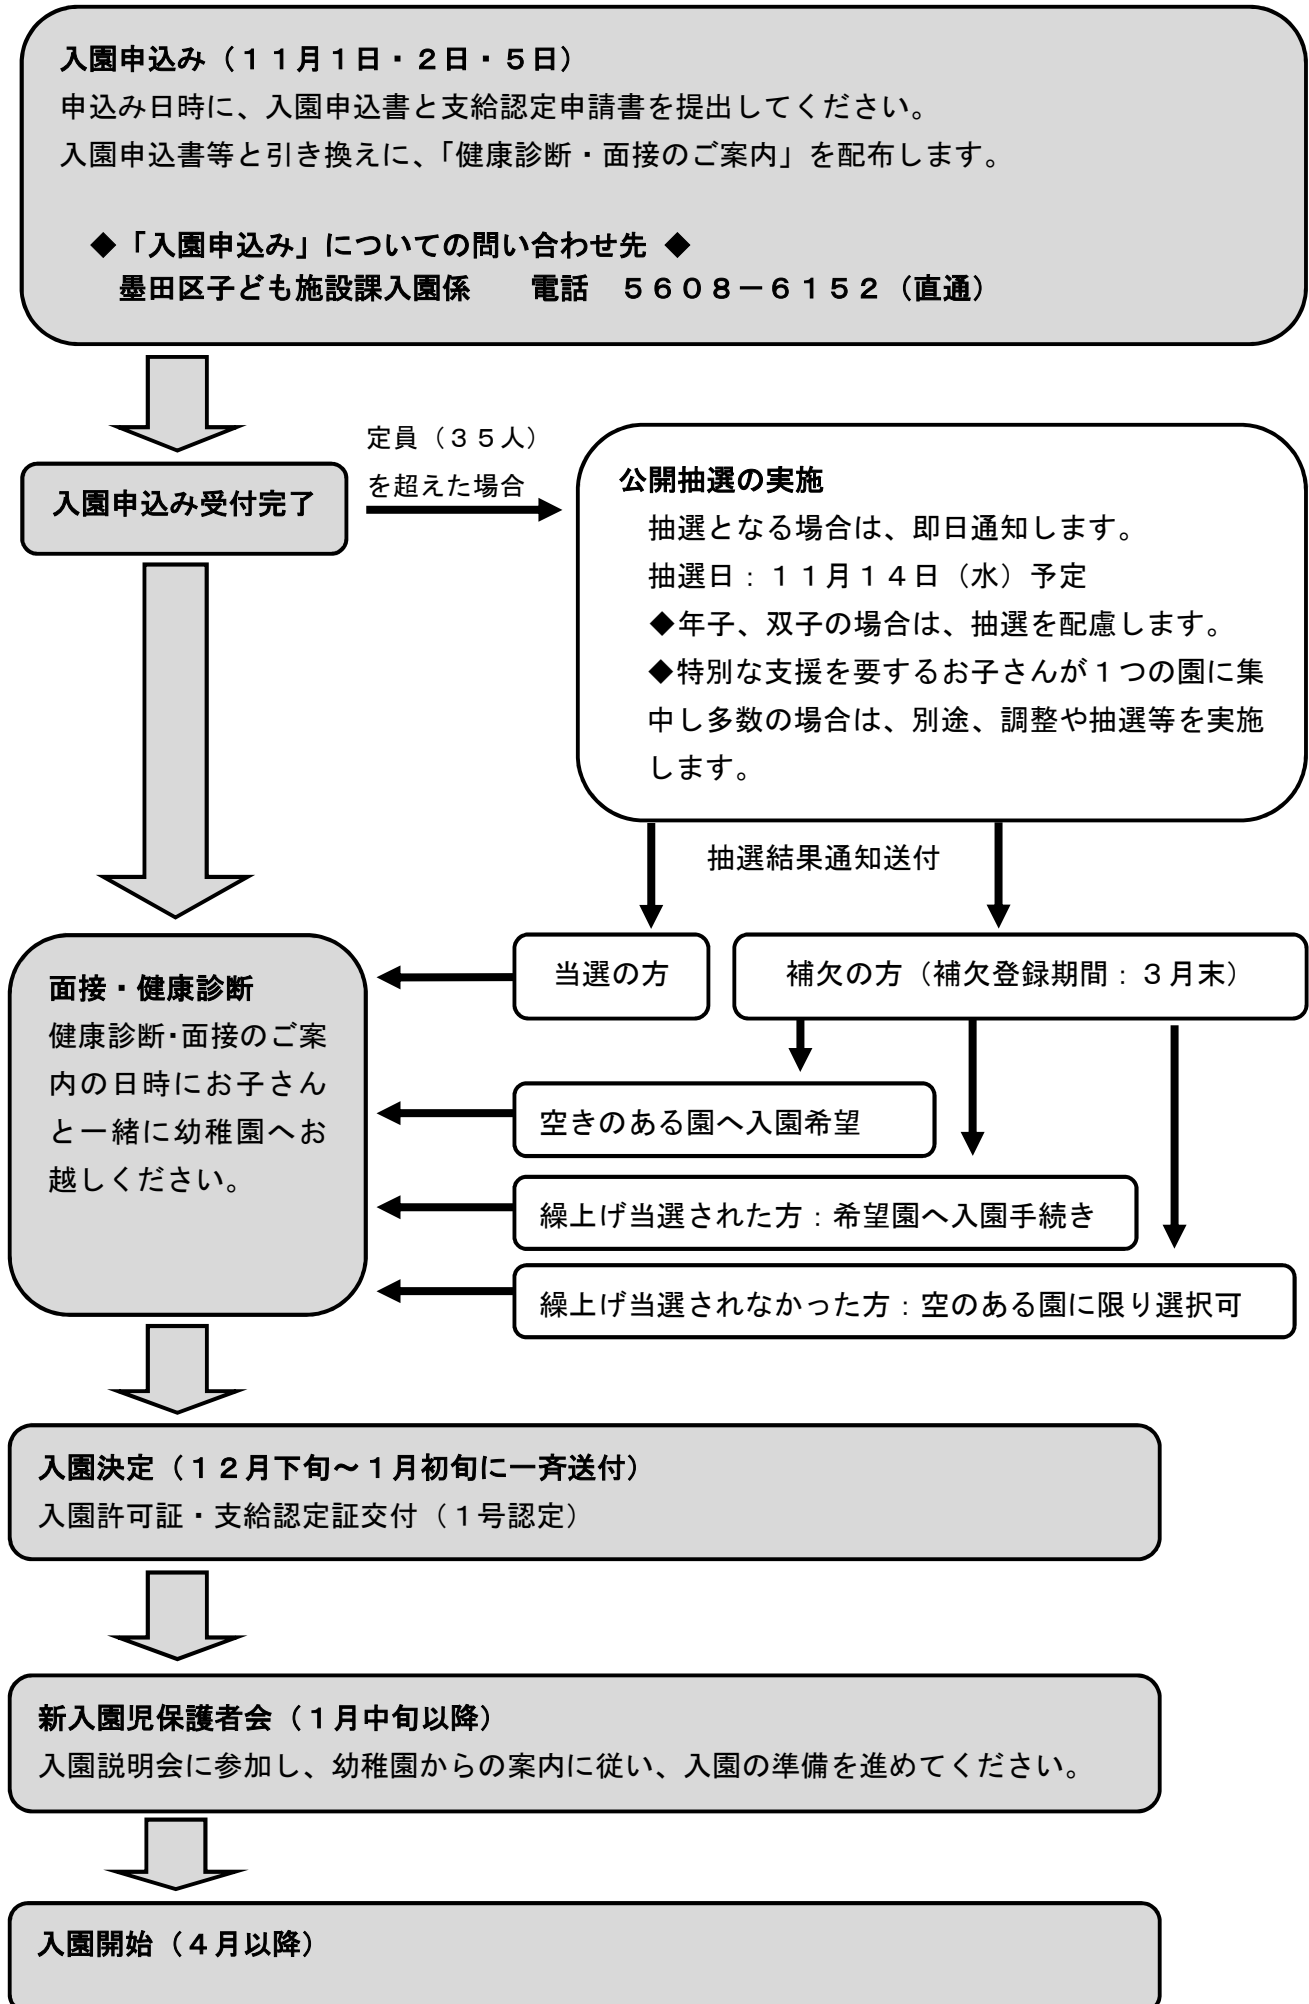 入園申込み（１１月１日・２日・５日）
申込み日時に、入園申込書と支給認定申請書を提出してください。
入園申込書等と引き換えに、「健康診断・面接のご案内」を配布します。
◆「入園申込み」についての問い合わせ先 ◆
墨田区子ども施設課入園係　　電話　５６０８－６１５２（直通）
入園申込み受付完了
定員（３５人）
を超えた場合
公開抽選の実施
抽選となる場合は、即日通知します。
抽選日：１１月１４日（水）予定
◆年子、双子の場合は、抽選を配慮します。
◆特別な支援を要するお子さんが１つの園に集
中し多数の場合は、別途、調整や抽選等を実施
します。
抽選結果通知送付
当選の方
補欠の方（補欠登録期間：３月末）
面接・健康診断
健康診断・面接のご案
内の日時にお子さん
と一緒に幼稚園へお
越しください。
空きのある園へ入園希望
繰上げ当選された方：希望園へ入園手続き
繰上げ当選されなかった方：空のある園に限り選択可
入園決定（１２月下旬～１月初旬に一斉送付）
入園許可証・支給認定証交付（１号認定）
新入園児保護者会（１月中旬以降）
入園説明会に参加し、幼稚園からの案内に従い、入園の準備を進めてください。
入園開始（４月以降）